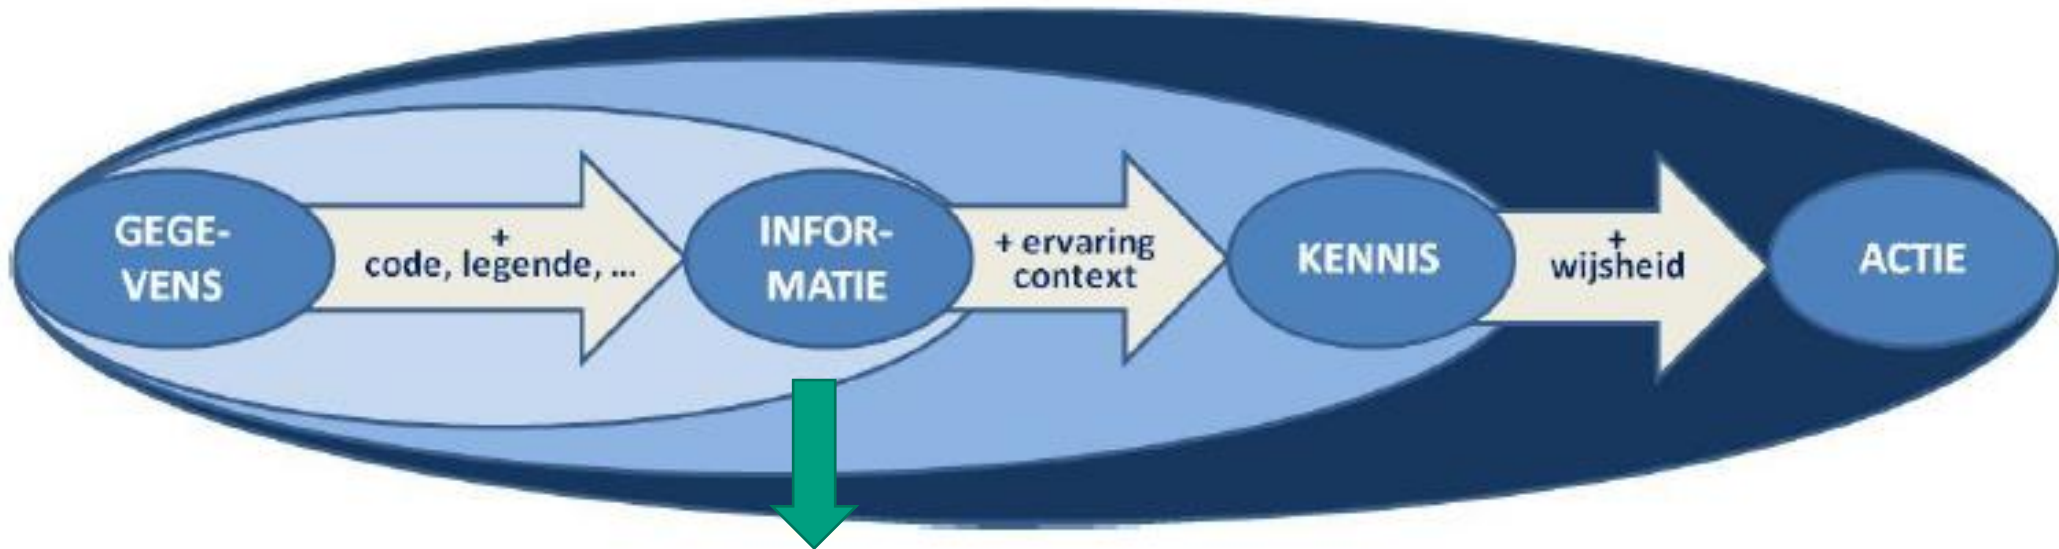 GEGE-
VENS
+
code, legende, ...
INFOR-
MATIE
+ ervaring
context
KENNIS
+
wijsheid
ACTIE